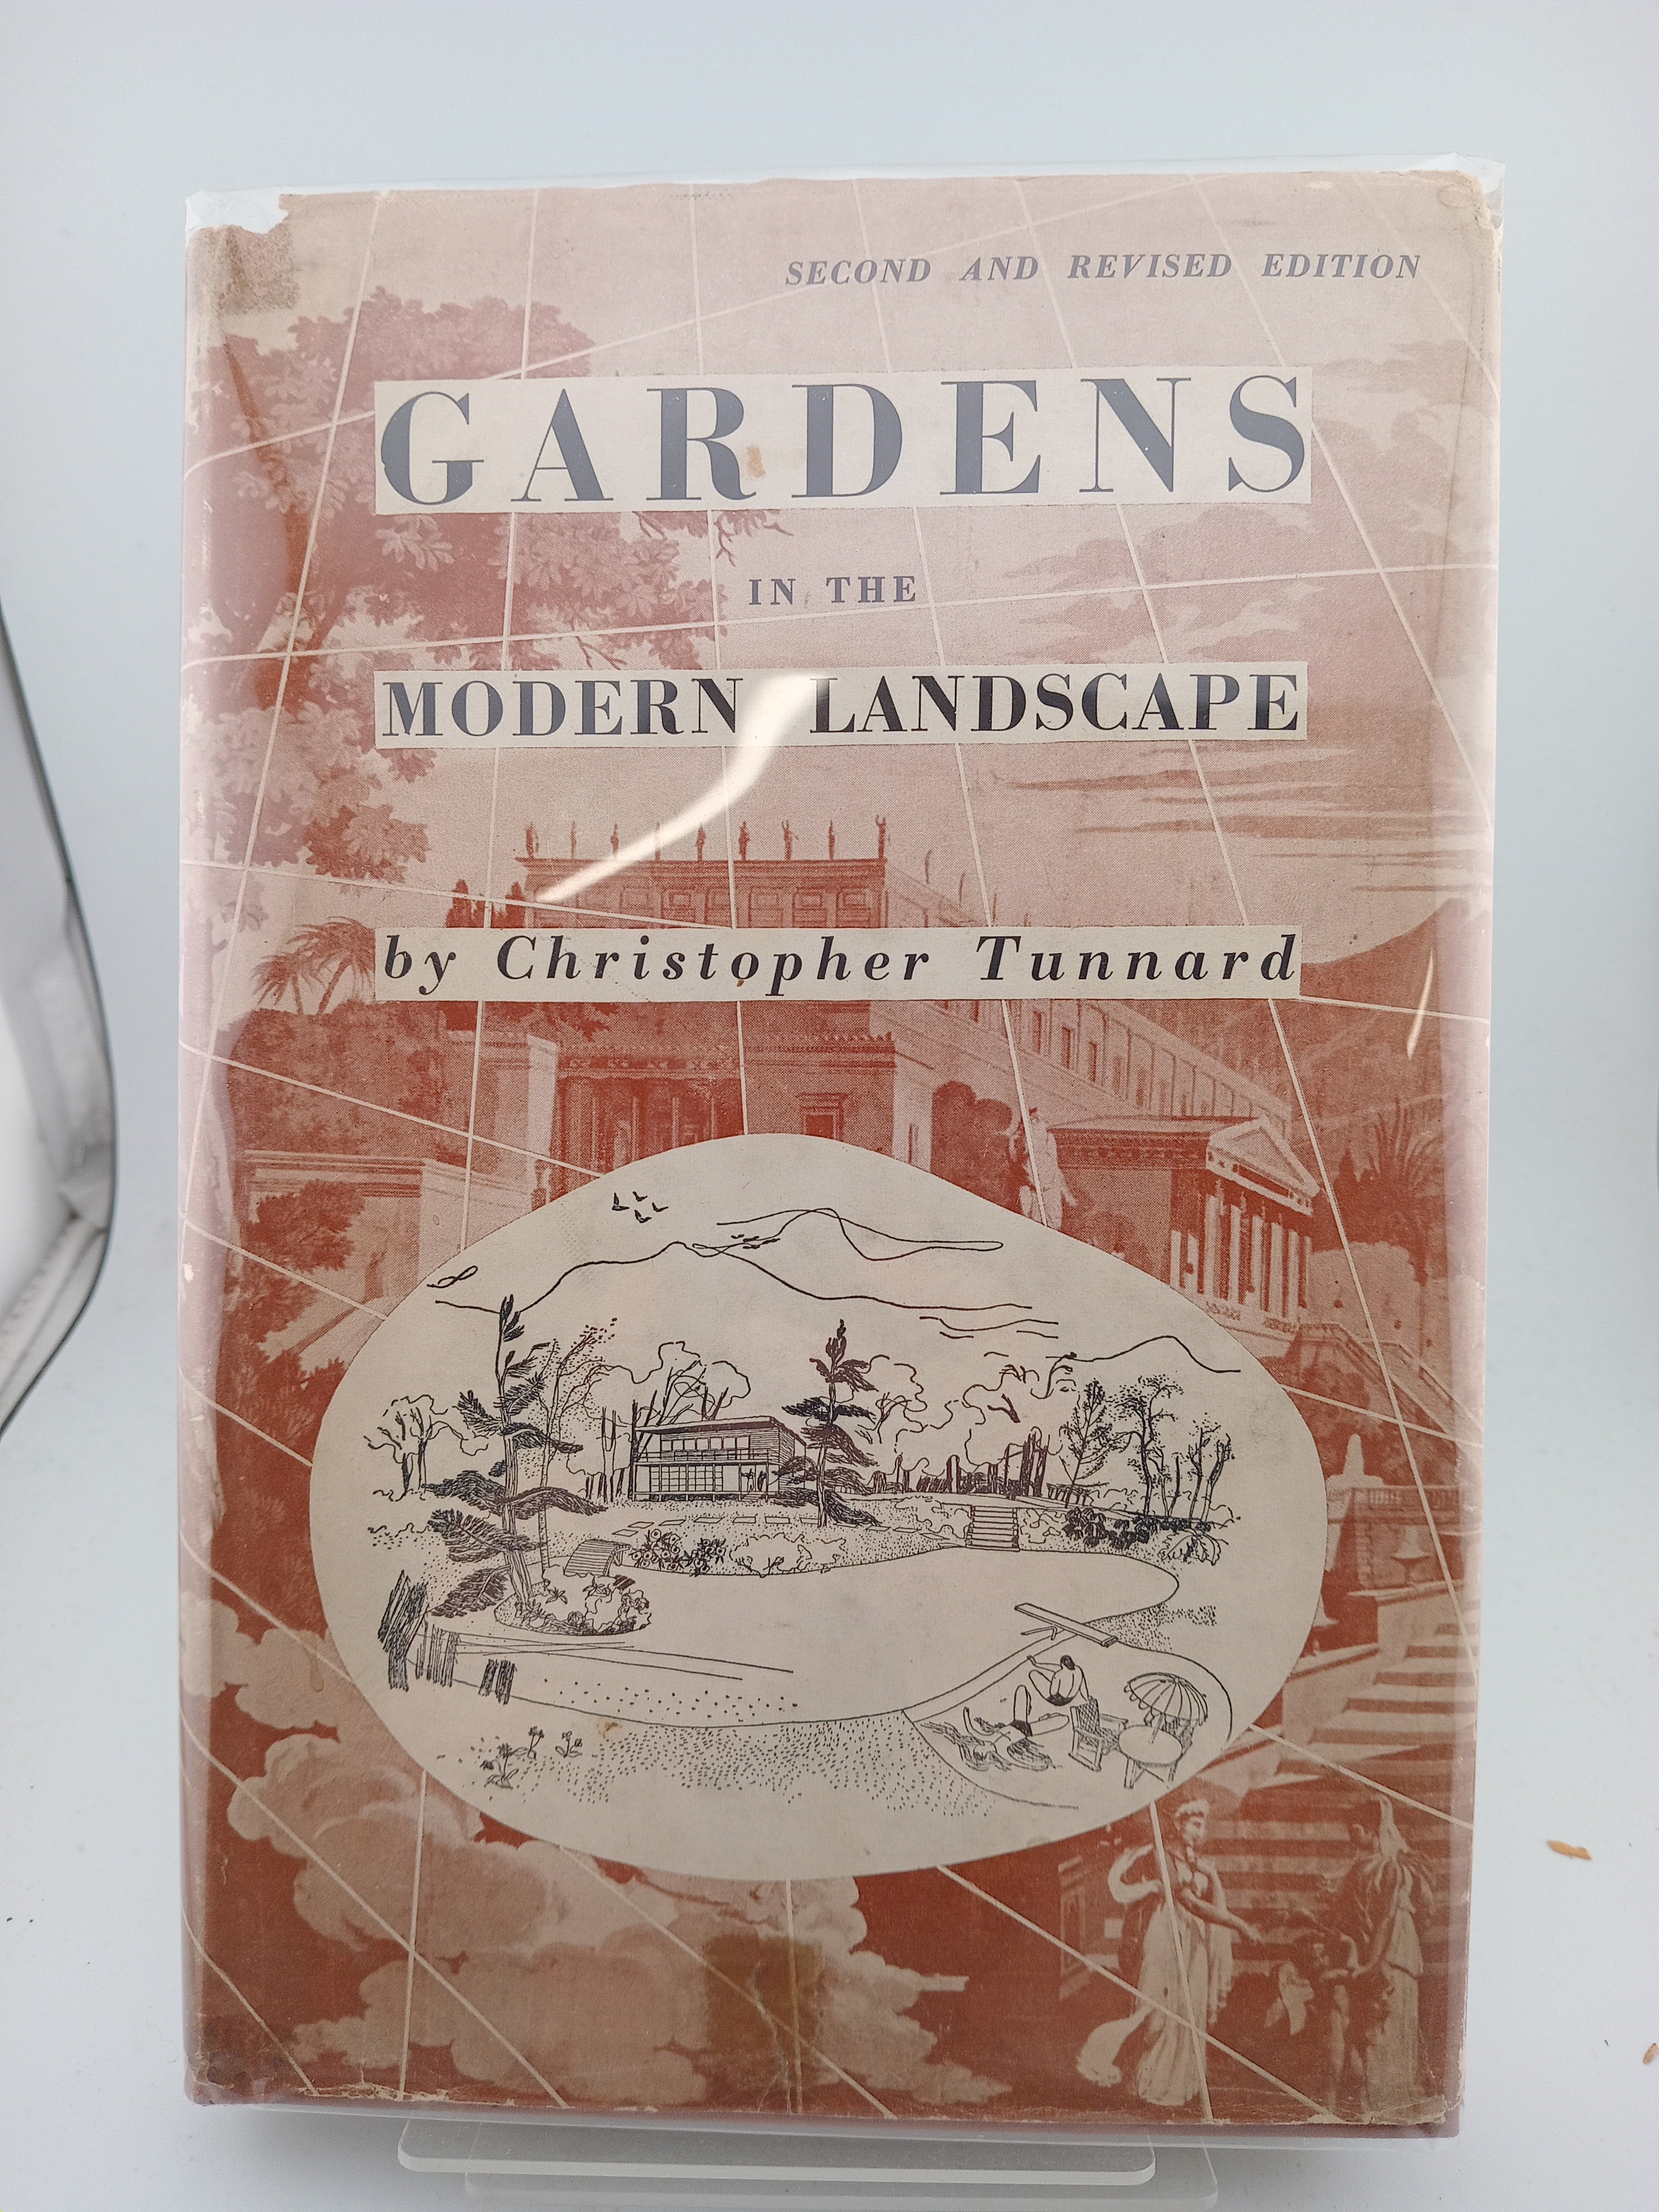 SECOND AND REVISED EDITION
GARDENS
IN THE
MODERN LANDSCAPE
by Christopher Tunnard